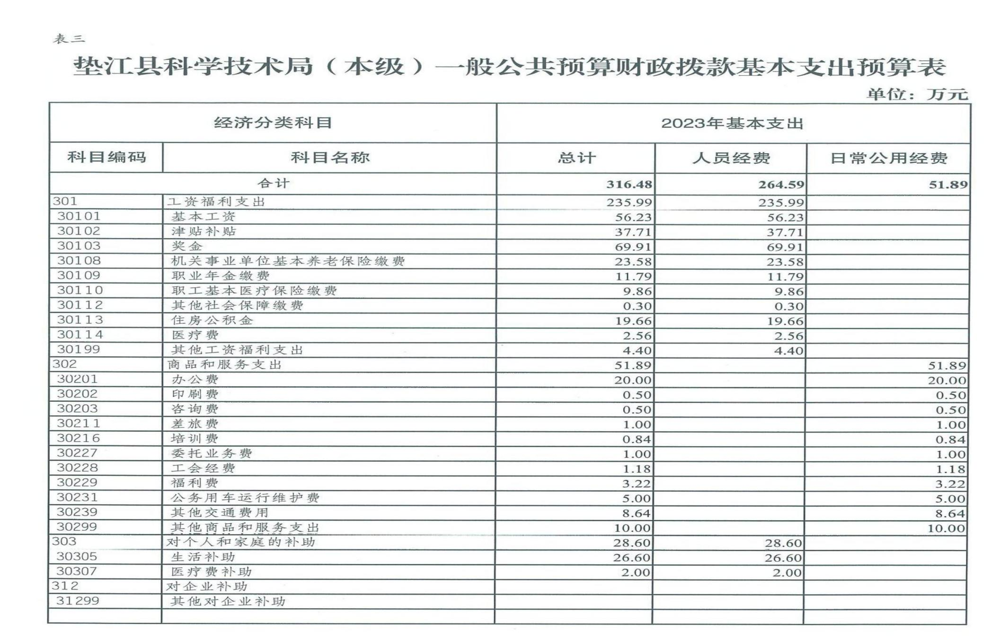 表三
垫江县科学技术局（本级）一般公共预算财政拨款基本支出预算表
单位：万元
经济分类科目 2023年基本支出
科目编码 科目名称 总计 人员经费 日常公用经费
合计 316.48 264.59 51.89
301 工资福利支出 235.99 235.99
30101 基本工资 56.23 56.23
30102 津贴补贴 37.71 37.71
30103 奖金 69.91 69.91
30108 机关事业单位基本养老保险缴费 23.58 23.58
30109 职业年金缴费 11.79 11.79
30110 职工基本医疗保险缴费 9.86 9.86
30112 其他社会保障缴费 0.30 0.30
30113 住房公积金 19.66 19.66
30114 医疗费 2.56 2.56
30199 其他工资福利支出 4.40 4.40
302 商品和服务支出 51.89 51.89
30201 办公费 20.00 20.00
30202 印刷费 0.50 0.50
30203 咨询费 0.50 0.50
30211 差旅费 1.00 1.00
30216 培训费 0.84 0.84
30227 委托业务费 1.00 1.00
30228 工会经费 1.18 1.18
30229 福利费 3.22 3.22
30231 公务用车运行维护费 5.00 5.00
30239 其他交通费用 8.64 8.64
30299 其他商品和服务支出 10.00 10.00
303 对个人和家庭的补助 28.60 28.60
30305 生活补助 26.60 26.60
30307 医疗费补助 2.00 2.00
312 对企业补助
31299 其他对企业补助